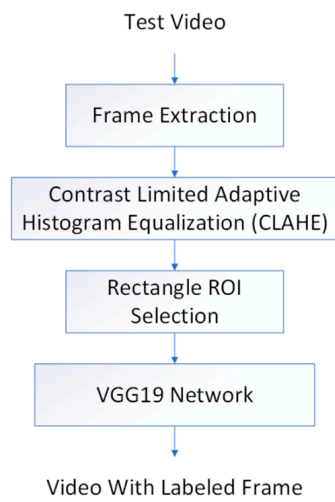 Test Video
Frame Extraction
Contrast Limited Adaptive
Histogram Equalization (CLAHE)
Rectangle ROI
Selection
VGG19 Network
Video With Labeled Frame